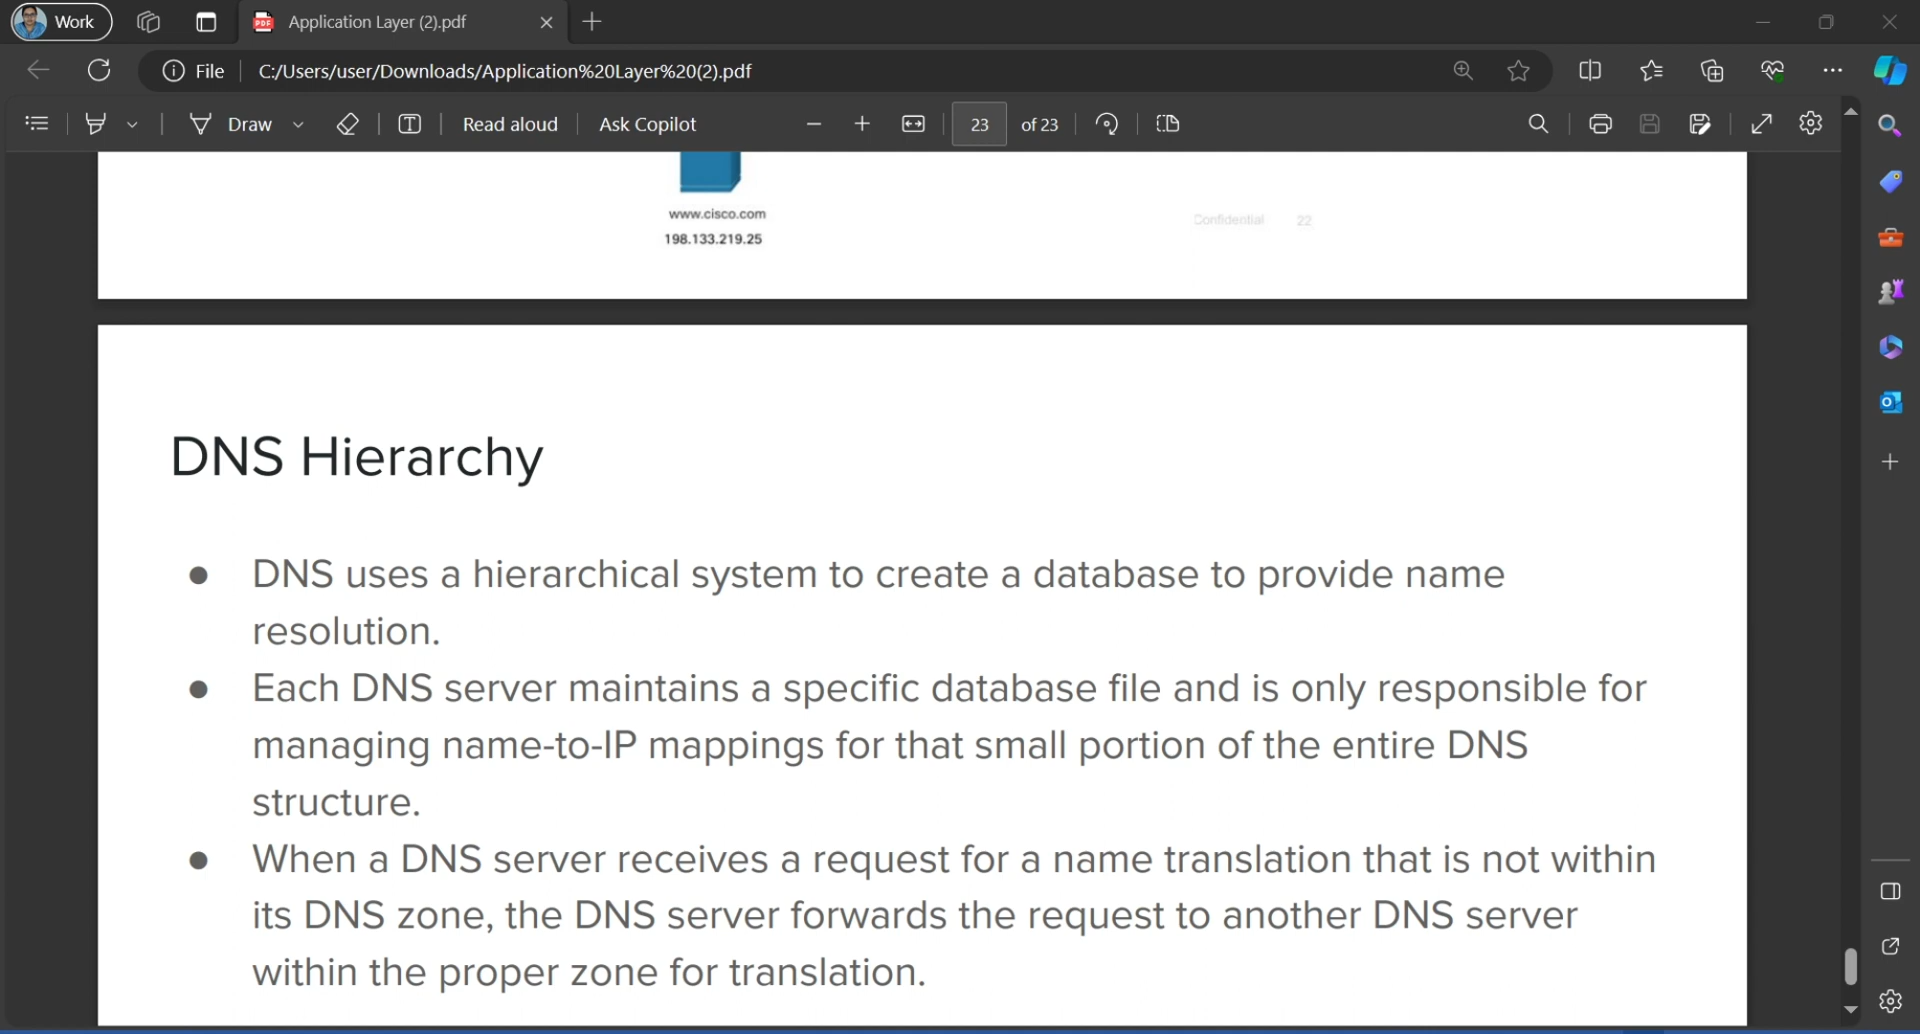 Work
Application Layer (2).pdf
File
C:/Users/user/Downloads/Application%20Layer%20(2).pdf
Draw
Read aloud
Ask Copilot
23
of 23
www.cisco.com
198.133.219.25
Confidential 22
DNS Hierarchy
● DNS uses a hierarchical system to create a database to provide name
resolution.
● Each DNS server maintains a specific database file and is only responsible for
managing name-to-IP mappings for that small portion of the entire DNS
structure.
● When a DNS server receives a request for a name translation that is not within
its DNS zone, the DNS server forwards the request to another DNS server
within the proper zone for translation.